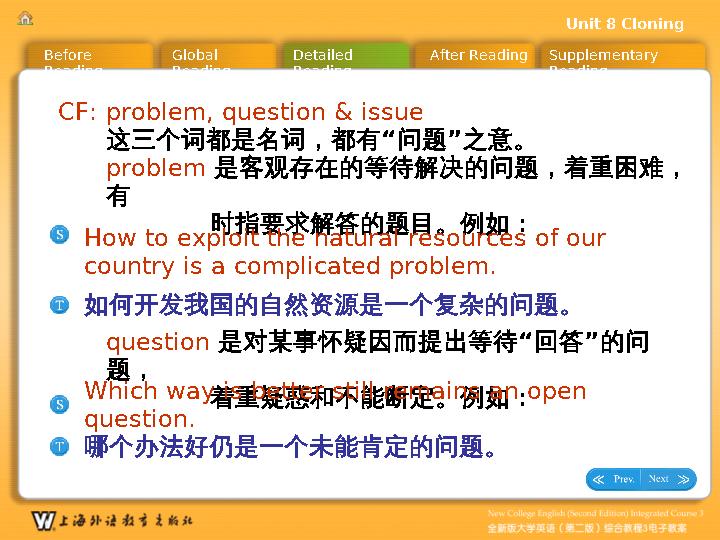 Unit 8 Cloning
Before Reading
Global Reading
Detailed Reading
After Reading
Supplementary Reading
CF: problem, question & issue
这三个词都是名词，都有“问题”之意。
problem 是客观存在的等待解决的问题，着重困难，
有
时指要求解答的题目。例如：
S
How to exploit the natural resources of our
country is a complicated problem.
T
如何开发我国的自然资源是一个复杂的问题。
question 是对某事怀疑因而提出等待“回答”的问
题，
着重疑惑和不能断定。例如：
S
Which way is better still remains an open
question.
T
哪个办法好仍是一个未能肯定的问题。
Prev.
Next
W 上海外语教育出版社
New College English (Second Edition) Integrated Course 3
全新版大学英语（第二版）综合教程3电子教案